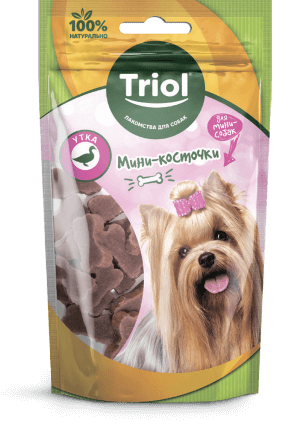 100%
НАТУРАЛЬНО
Triol
ЛАКОМСТВА ДЛЯ СОБАК
для
мини-
собак
УТКА
Мини-косточки